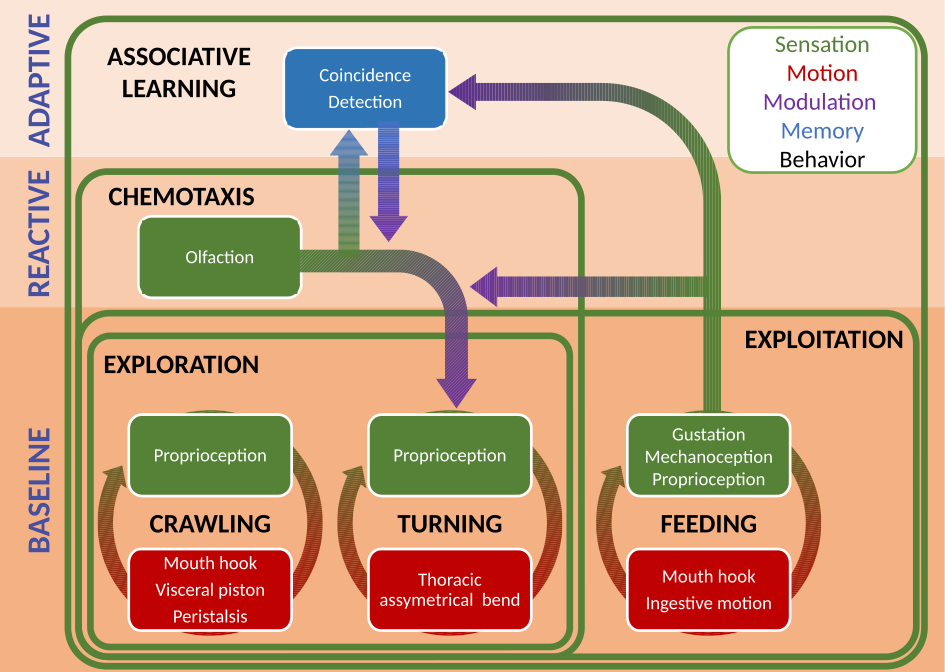 ADAPTIVE
ASSOCIATIVE
LEARNING
Coincidence
Detection
Sensation
Motion
Modulation
Memory
Behavior
REACTIVE
CHEMOTAXIS
Olfaction
BASELINE
EXPLOITATION
EXPLORATION
Proprioception
Proprioception
Gustation
Mechanoception
Proprioception
CRAWLING
TURNING
FEEDING
Mouth hook
Visceral piston
Peristalsis
Thoracic
assymetrical bend
Mouth hook
Ingestive motion